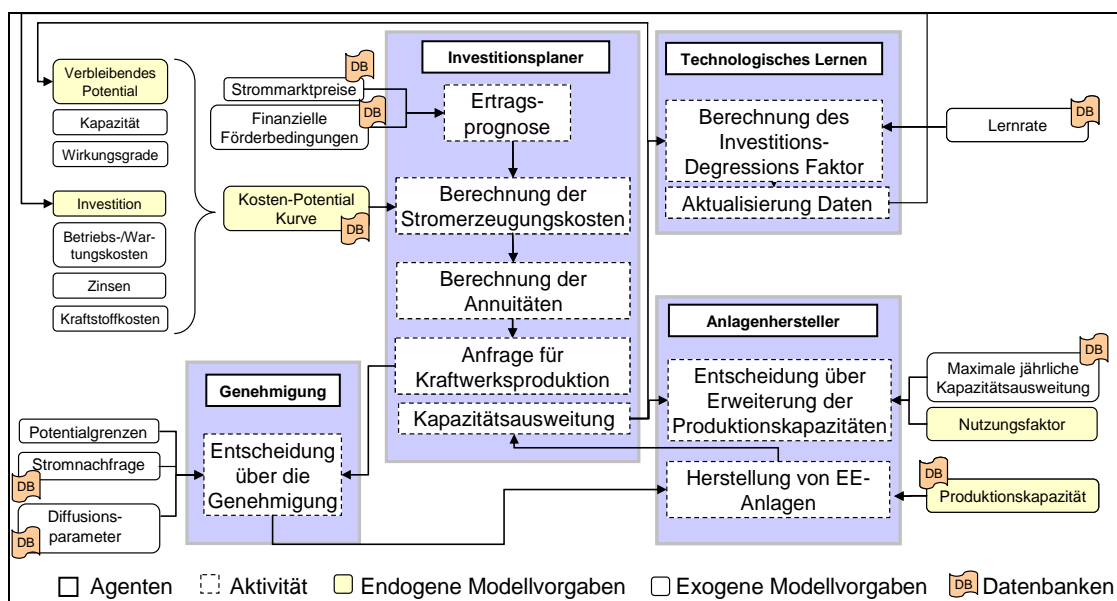 Verbleibendes
Potential
Kapazität
Wirkungsgrade
Investition
Betriebs-/War-
tungskosten
Zinsen
Kraftstoffkosten
DB
Strommarktpreise
DB
Finanzielle
Förderbedingungen
Kosten-Potential
Kurve
DB
Investitionsplaner
Ertrags-
prognose
Berechnung der
Stromerzeugungskosten
Berechnung der
Annuitäten
Anfrage für
Kraftwerksproduktion
Kapazitätsausweitung
Technologisches Lernen
Berechnung des
Investitions-
Degressions Faktor
Aktualisierung Daten
DB
Lernrate
Anlagenhersteller
Entscheidung über
Erweiterung der
Produktionskapazitäten
Herstellung von EE-
Anlagen
DB
Maximale jährliche
Kapazitätsausweitung
Nutzungsfaktor
DB
Produktionskapazität
Genehmigung
Entscheidung
über die
Genehmigung
Potentialgrenzen
Stromnachfrage
DB
Diffusions-
parameter
DB
Agenten
Aktivität
Endogene Modellvorgaben
Exogene Modellvorgaben
DB
Datenbanken